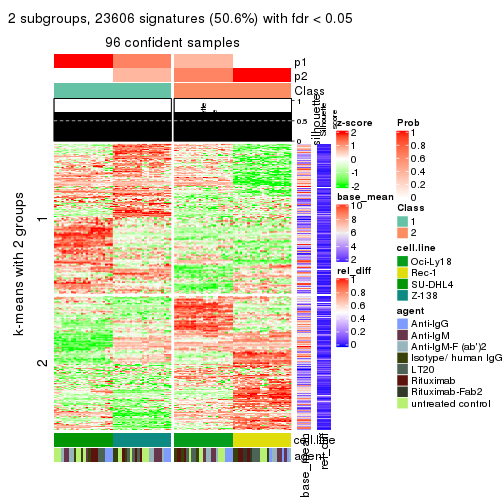 2 subgroups, 23606 signatures (50.6%) with fdr < 0.05
96 confident samples
p1
p2
Class
1
0.5
0
silhouette
score
k-means with 2 groups
1
2
cell.line
agent
base_mean
rel_diff
z-score
2
1
0
-1
-2
base_mean
10
8
6
4
2
rel_diff
1
0.8
0.6
0.4
0.2
0
Prob
1
0.8
0.6
0.4
0.2
0
Class
1
2
cell.line
Oci-Ly18
Rec-1
SU-DHL4
Z-138
agent
Anti-IgG
Anti-IgM
Anti-IgM-F (ab')2
Isotype/ human IgG
LT20
Rituximab
Rituximab-Fab2
untreated control